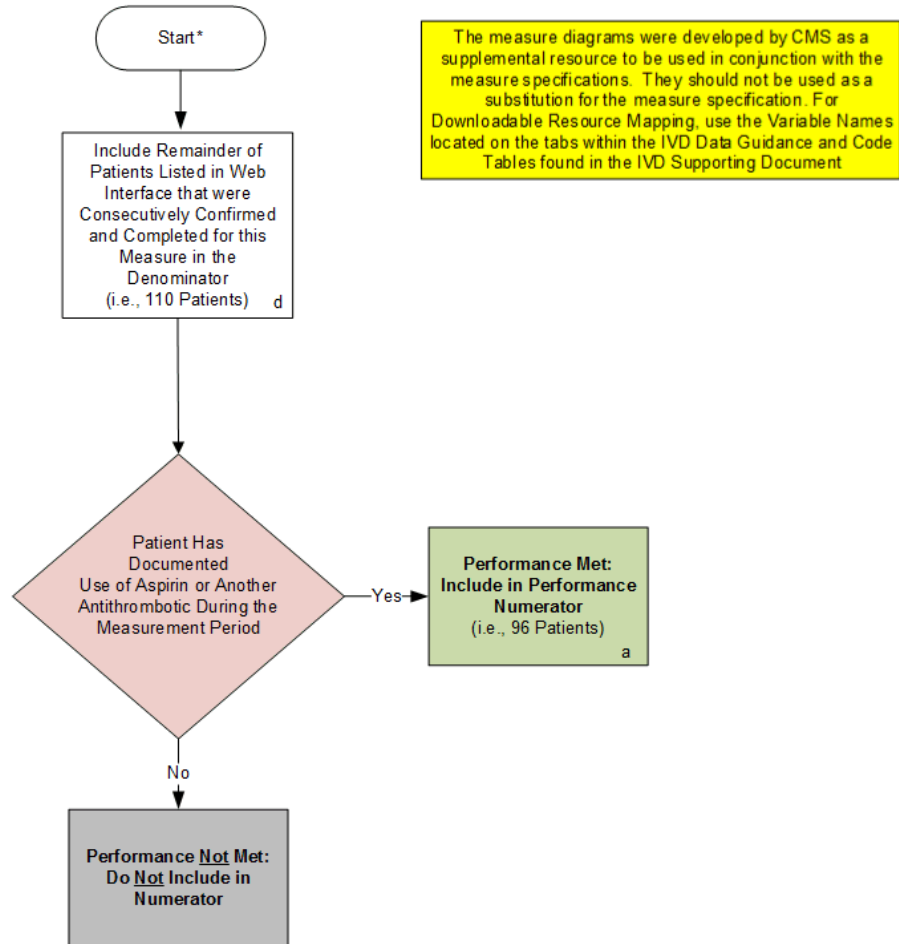 Start*
The measure diagrams were developed by CMS as a
supplemental resource to be used in conjunction with the
measure specifications.  They should not be used as a
substitution for the measure specification. For
Downloadable Resource Mapping, use the Variable Names
located on the tabs within the IVD Data Guidance and Code
Tables found in the IVD Supporting Document
Include Remainder of
Patients Listed in Web
Interface that were
Consecutively Confirmed
and Completed for this
Measure in the
Denominator
(i.e., 110 Patients)
d
Patient Has
Documented
Use of Aspirin or Another
Antithrombotic During the
Measurement Period
Yes
Performance Met:
Include in Performance
Numerator
(i.e., 96 Patients)
a
No
Performance Not Met:
Do Not Include in
Numerator